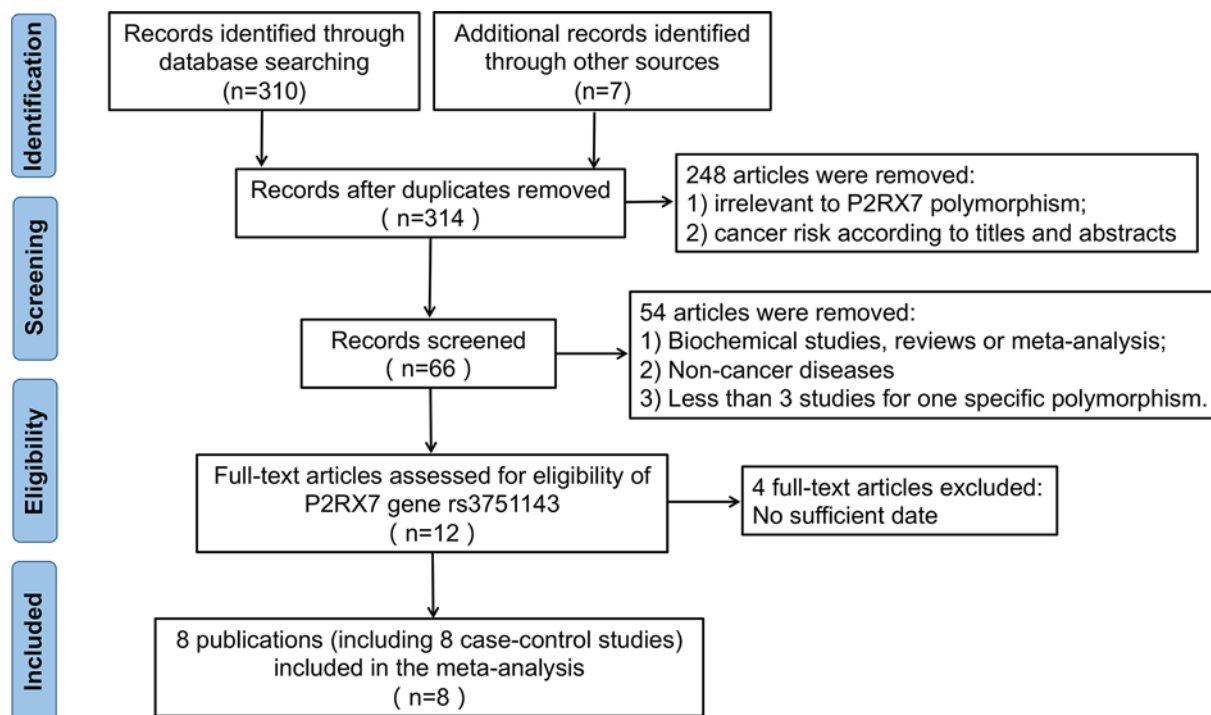 Identification
Records identified through
database searching
(n=310)
Additional records identified
through other sources
(n=7)
Records after duplicates removed
( n=314 )
248 articles were removed:
1) irrelevant to P2RX7 polymorphism;
2) cancer risk according to titles and abstracts
Screening
Records screened
( n=66 )
54 articles were removed:
1) Biochemical studies, reviews or meta-analysis;
2) Non-cancer diseases
3) Less than 3 studies for one specific polymorphism.
Eligibility
Full-text articles assessed for eligibility of
P2RX7 gene rs3751143
( n=12 )
4 full-text articles excluded:
No sufficient date
Included
8 publications (including 8 case-control studies)
included in the meta-analysis
( n=8 )